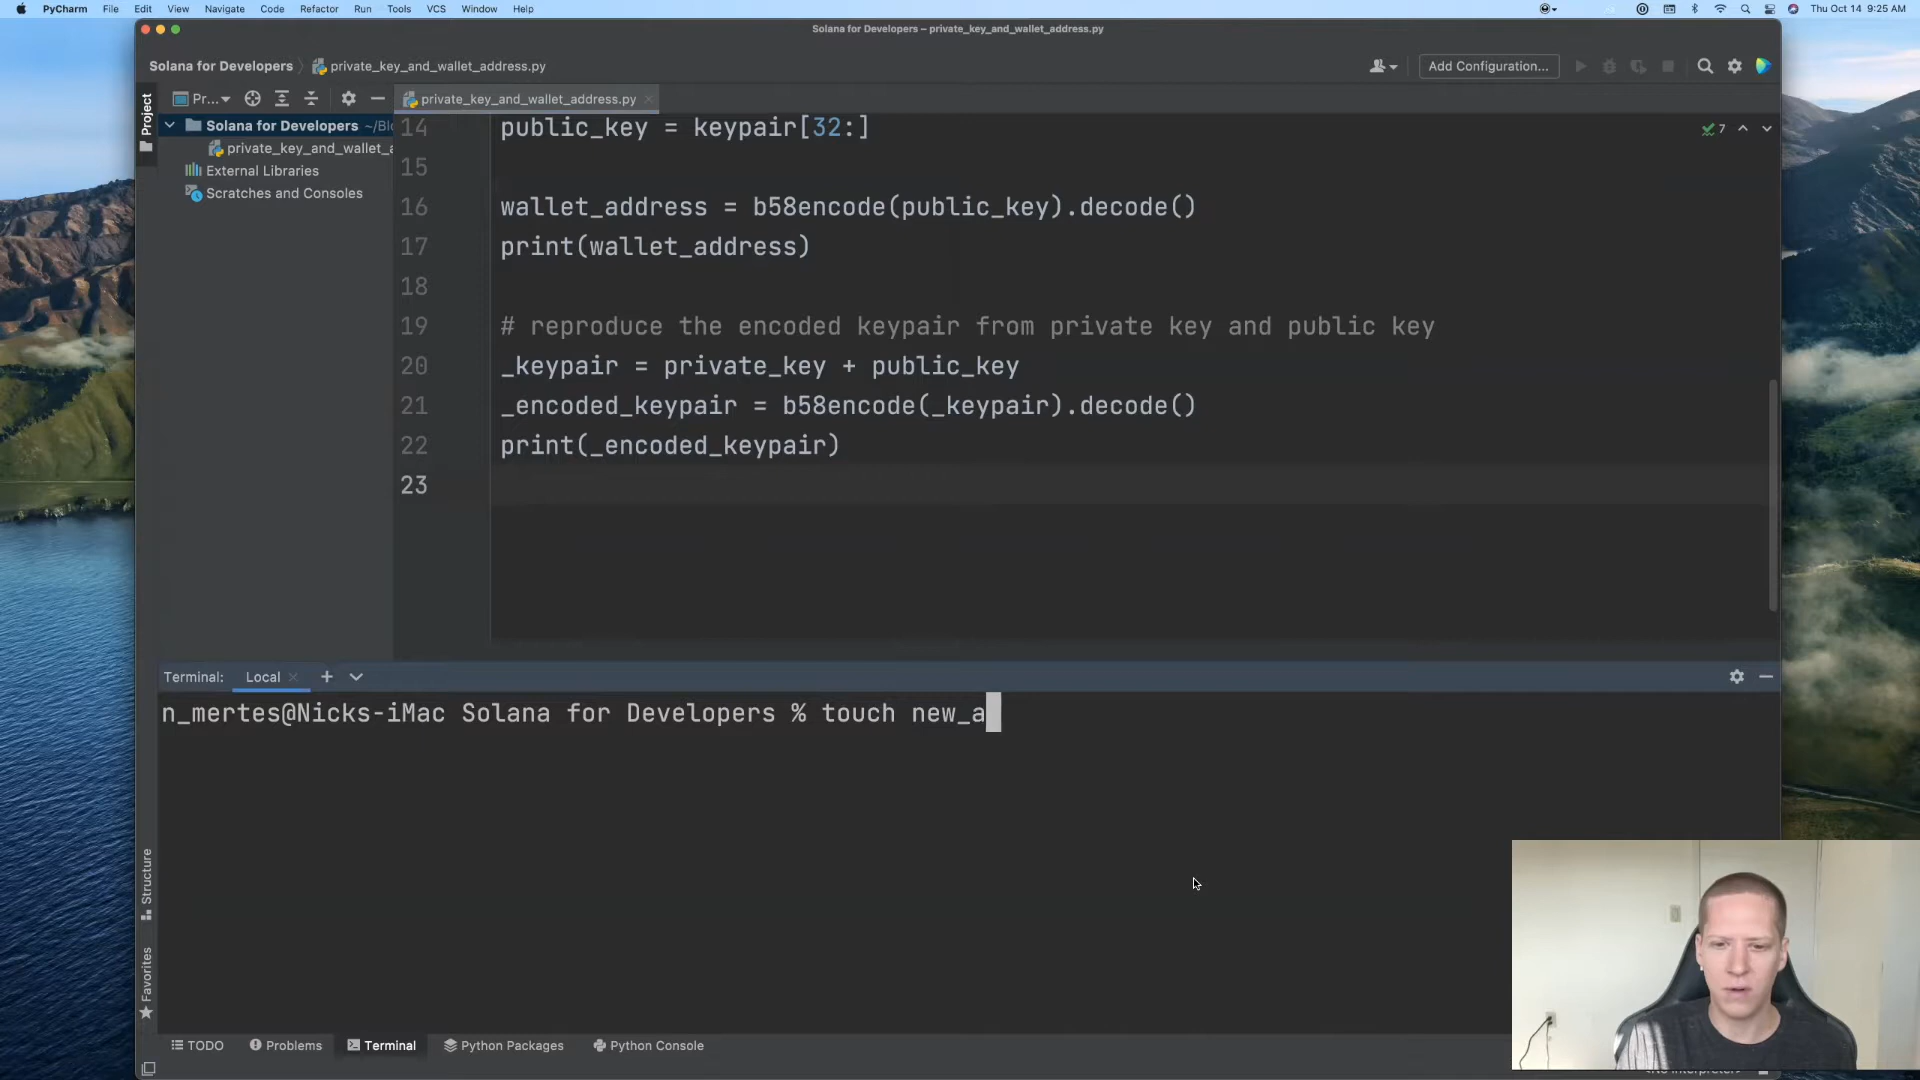 PyCharm File Edit View Navigate Code Refactor Run Tools VCS Window Help
Thu Oct 14 9:25 AM
Solana for Developers – private_key_and_wallet_address.py
Solana for Developers private_key_and_wallet_address.py
Add Configuration...
Project
Pr...
private_key_and_wallet_address.py
Solana for Developers ~/Blo
private_key_and_wallet_a
External Libraries
Scratches and Consoles
7
14 public_key = keypair[32:]
15
16 wallet_address = b58encode(public_key).decode()
17 print(wallet_address)
18
19 # reproduce the encoded keypair from private key and public key
20 _keypair = private_key + public_key
21 _encoded_keypair = b58encode(_keypair).decode()
22 print(_encoded_keypair)
23
Terminal: Local
n_mertes@Nicks-iMac Solana for Developers % touch new_a
Structure
Favorites
TODO Problems Terminal Python Packages Python Console